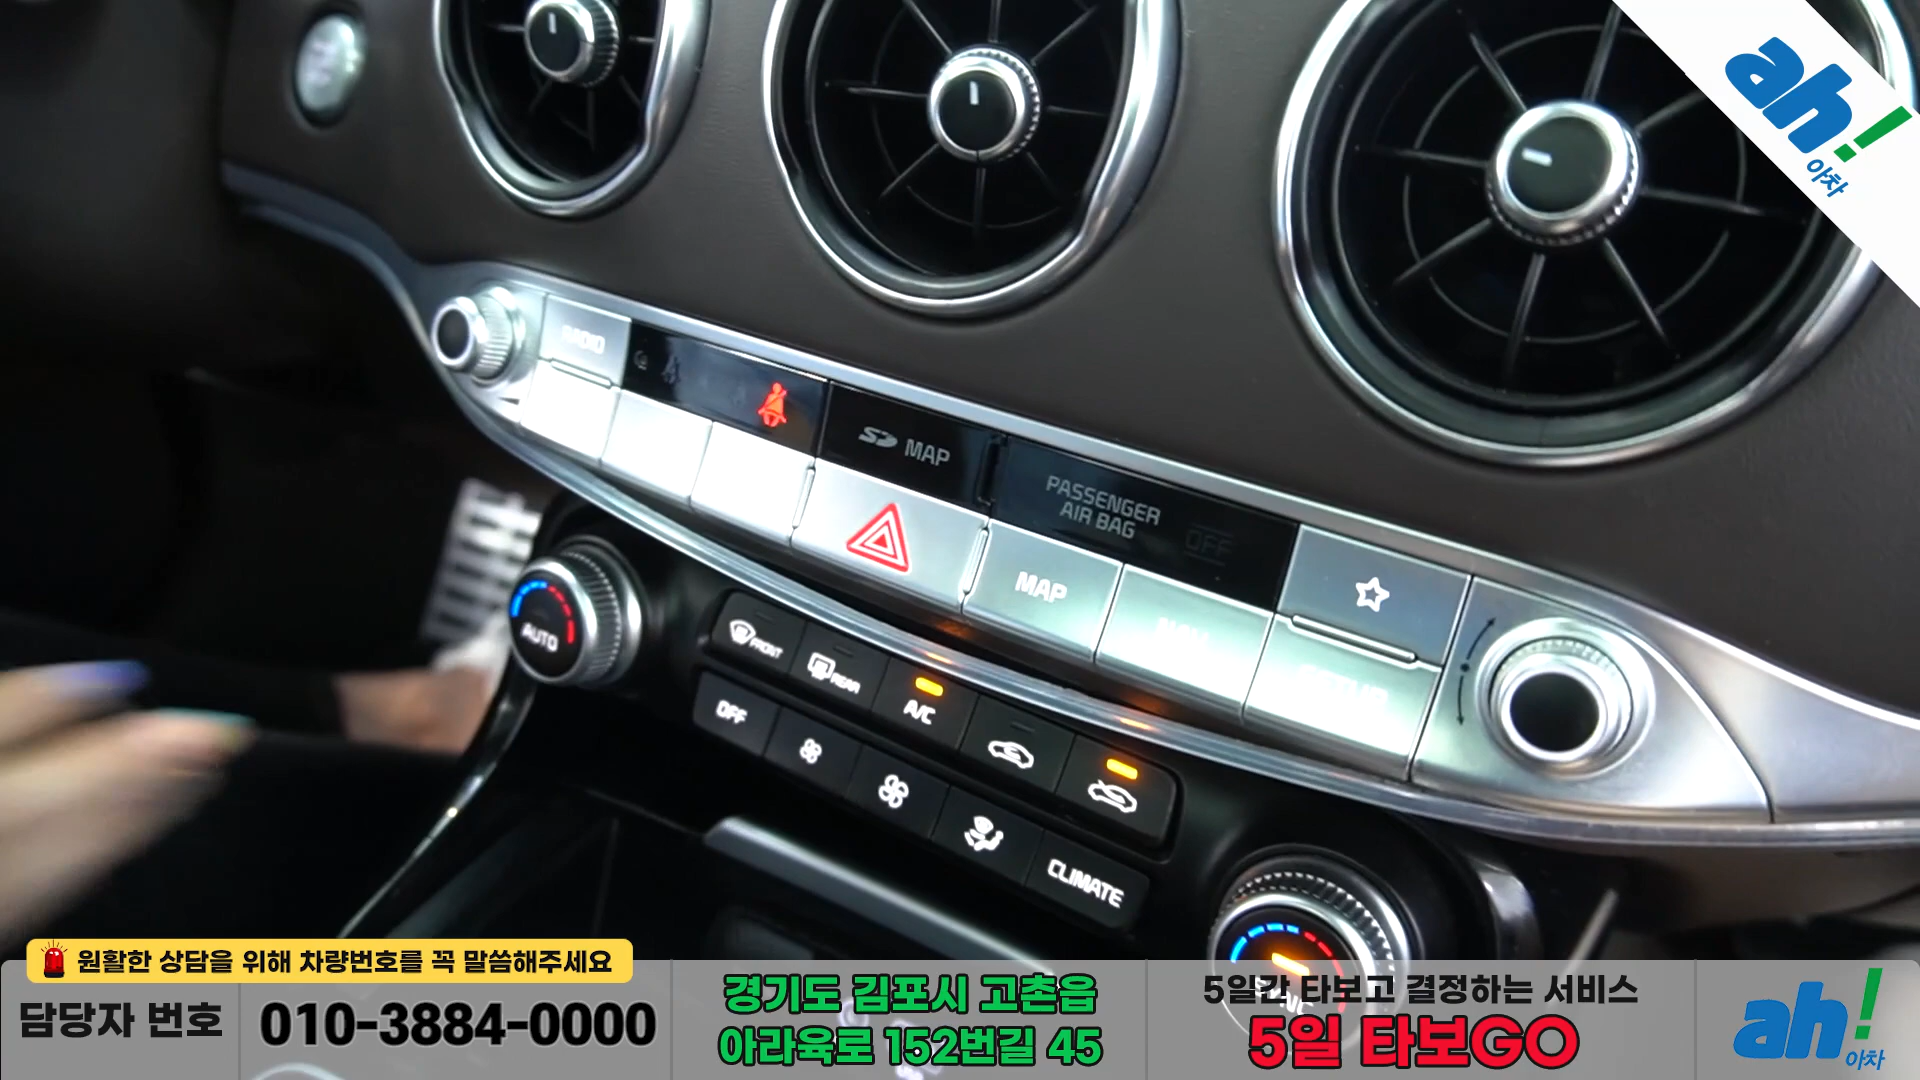 ah!
아차
SD MAP
PASSENGER
AIR BAG
OFF
MAP
AUTO
FRONT
REAR
A/C
OFF
CLIMATE
원활한 상담을 위해 차량번호를 꼭 말씀해주세요
담당자 번호
010-3884-0000
경기도 김포시 고촌읍
아라육로 152번길 45
5일간 타보고 결정하는 서비스
5일 타보GO
ah!
아차